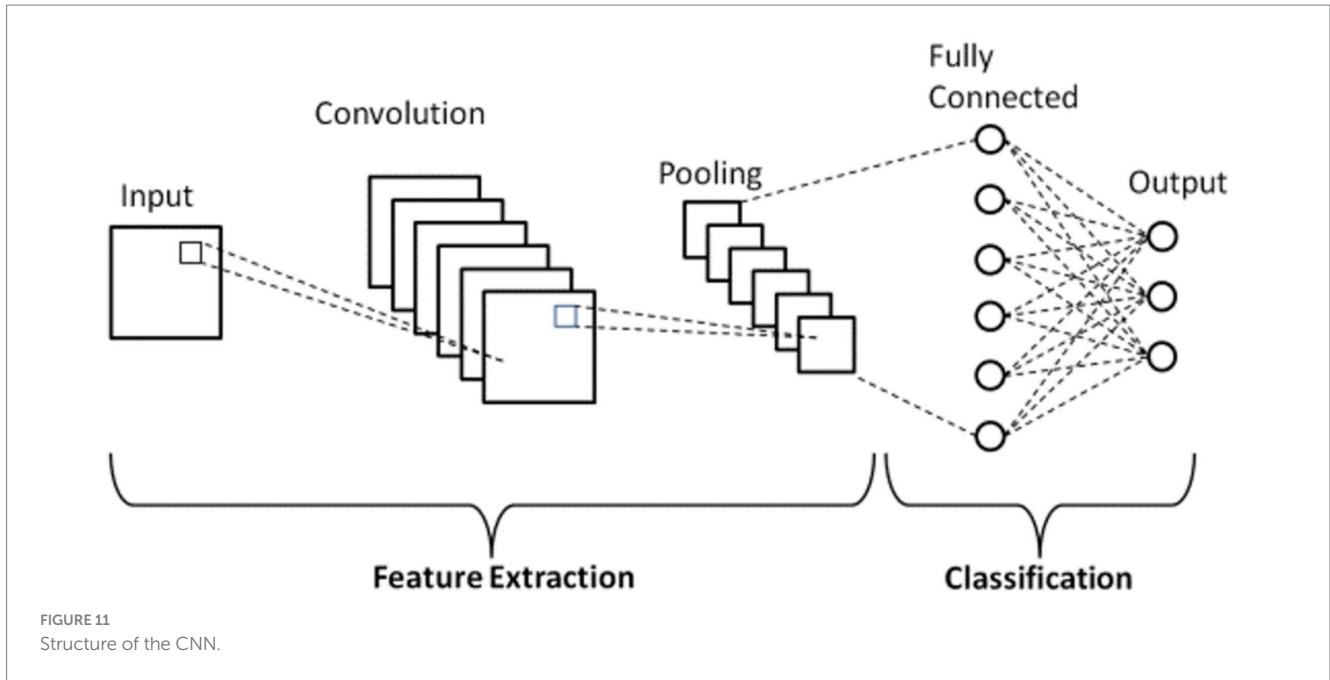 Input
Convolution
Pooling
Fully
Connected
Output
Feature Extraction
Classification
FIGURE 11
Structure of the CNN.